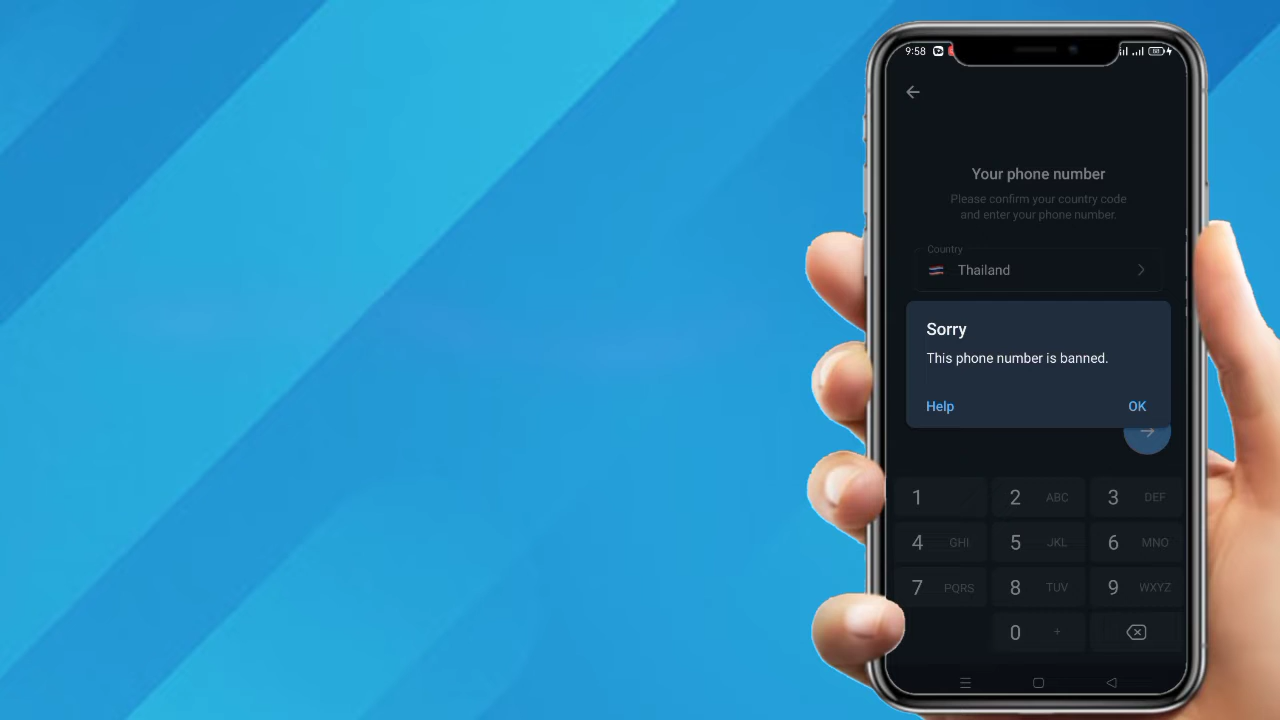 9:58
Your phone number
Please confirm your country code
and enter your phone number.
Country
Thailand
Sorry
This phone number is banned.
Help OK
1 2 ABC 3 DEF
4 GHI 5 JKL 6 MNO
7 PQRS 8 TUV 9 WXYZ
0 +